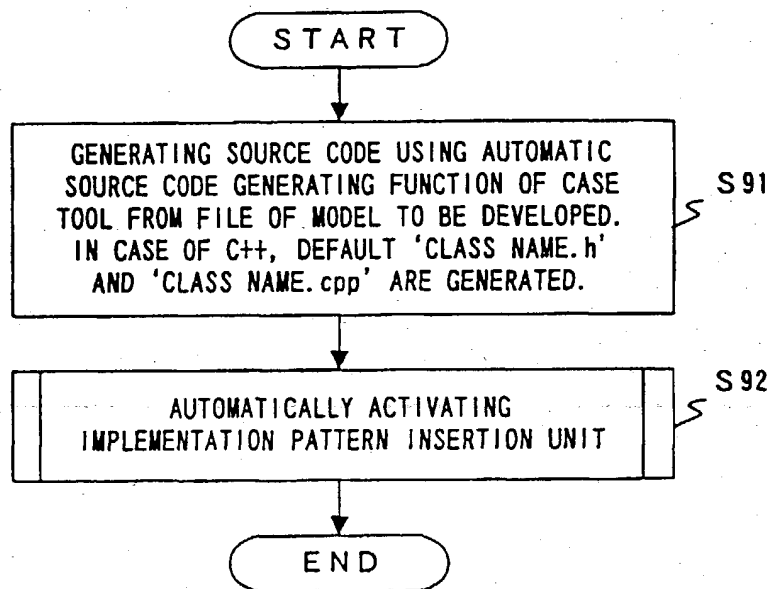 START
GENERATING SOURCE CODE USING AUTOMATIC
SOURCE CODE GENERATING FUNCTION OF CASE
TOOL FROM FILE OF MODEL TO BE DEVELOPED.
IN CASE OF C++, DEFAULT ‘CLASS NAME.h'
AND ‘CLASS NAME.cpp' ARE GENERATED.
S91
AUTOMATICALLY ACTIVATING
IMPLEMENTATION PATTERN INSERTION UNIT
S92
END